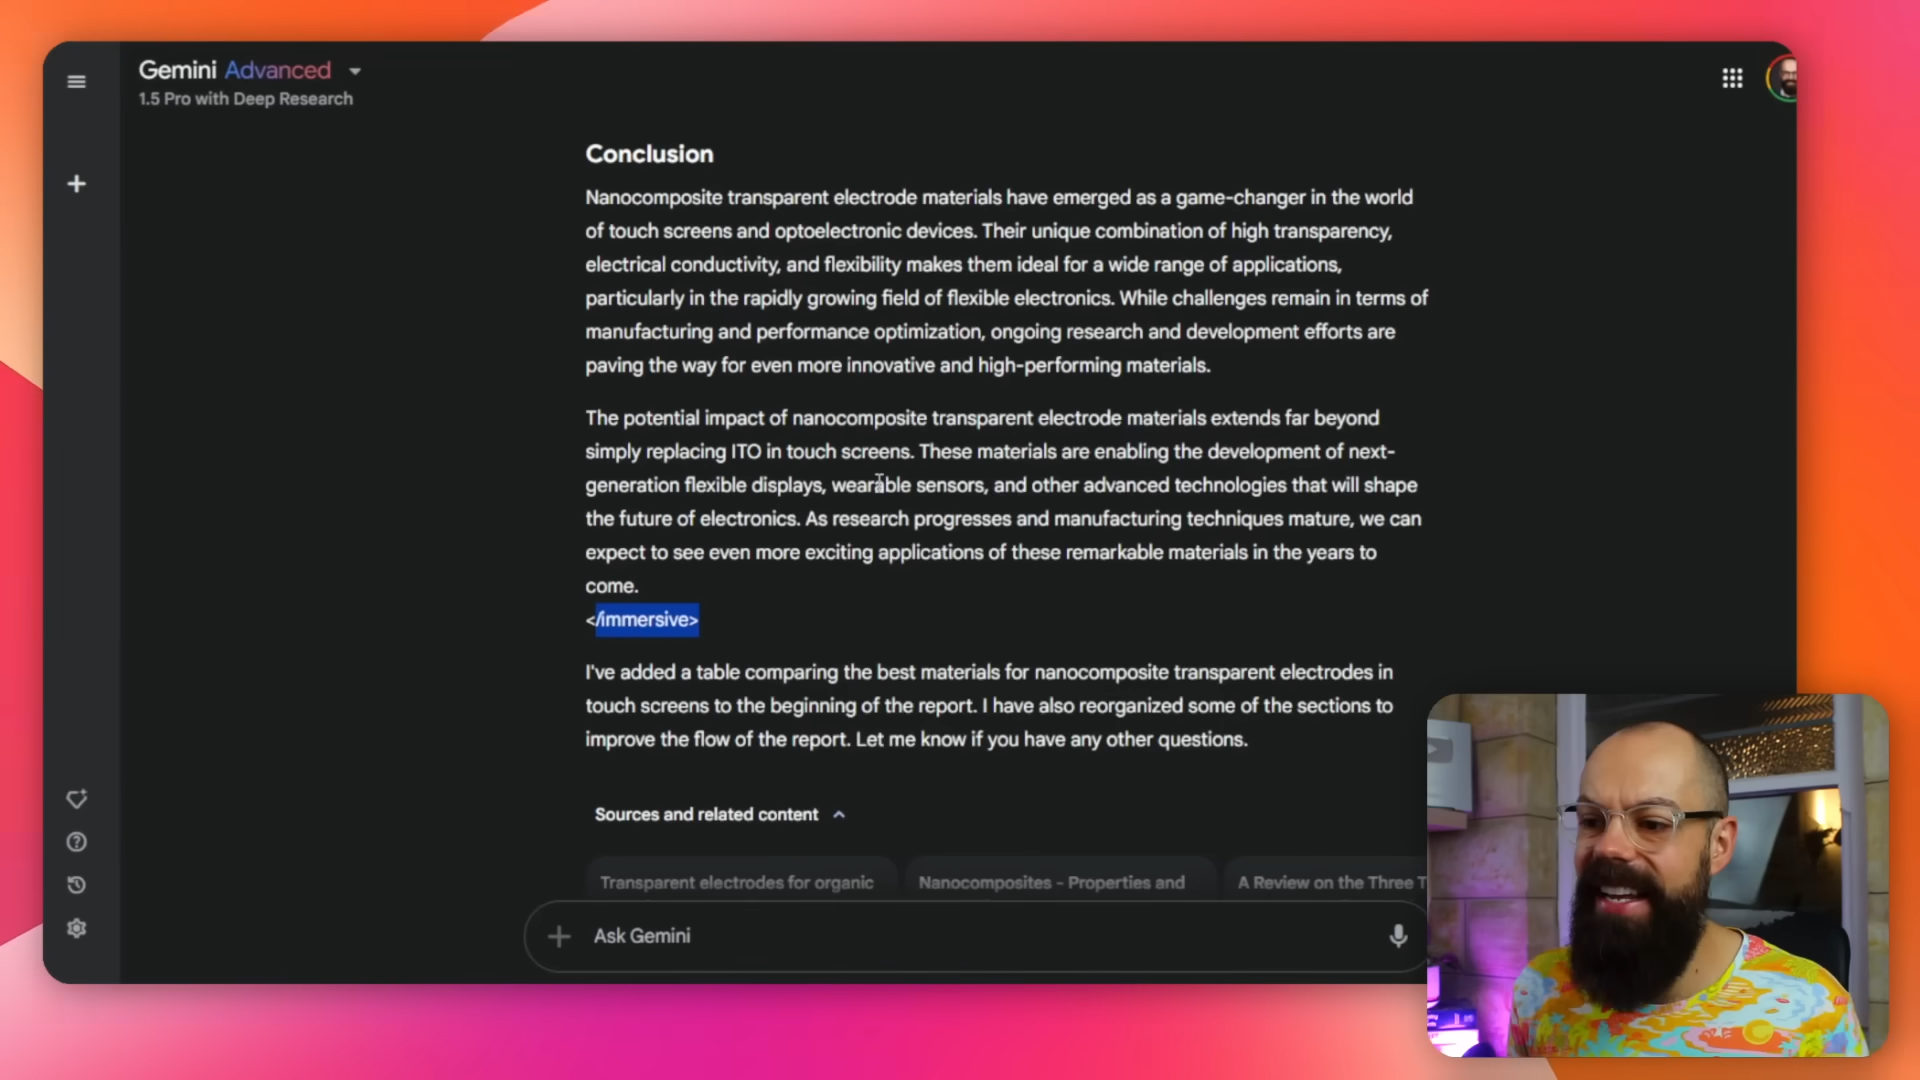 Gemini Advanced
1.5 Pro with Deep Research
Conclusion
Nanocomposite transparent electrode materials have emerged as a game-changer in the world
of touch screens and optoelectronic devices. Their unique combination of high transparency,
electrical conductivity, and flexibility makes them ideal for a wide range of applications,
particularly in the rapidly growing field of flexible electronics. While challenges remain in terms of
manufacturing and performance optimization, ongoing research and development efforts are
paving the way for even more innovative and high-performing materials.
The potential impact of nanocomposite transparent electrode materials extends far beyond
simply replacing ITO in touch screens. These materials are enabling the development of next-
generation flexible displays, wearable sensors, and other advanced technologies that will shape
the future of electronics. As research progresses and manufacturing techniques mature, we can
expect to see even more exciting applications of these remarkable materials in the years to
come.
</immersive>
I've added a table comparing the best materials for nanocomposite transparent electrodes in
touch screens to the beginning of the report. I have also reorganized some of the sections to
improve the flow of the report. Let me know if you have any other questions.
Sources and related content
Transparent electrodes for organic
Nanocomposites - Properties and
A Review on the Three T
Ask Gemini